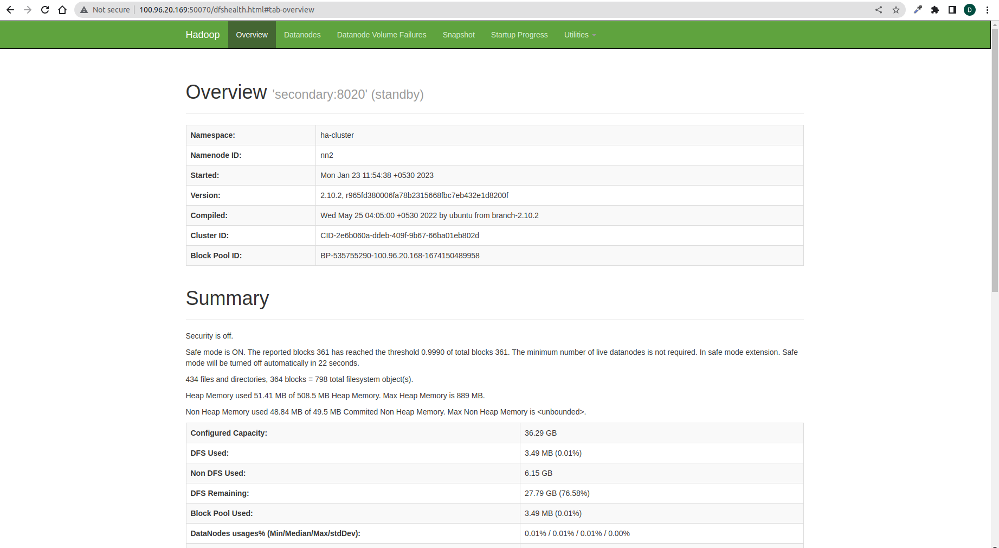 Not secure | 100.96.20.169:50070/dfshealth.html#tab-overview
D
Hadoop Overview Datanodes Datanode Volume Failures Snapshot Startup Progress Utilities
Overview 'secondary:8020' (standby)
Namespace: ha-cluster
Namenode ID: nn2
Started: Mon Jan 23 11:54:38 +0530 2023
Version: 2.10.2, r965fd380006fa78b2315668fbc7eb432e1d8200f
Compiled: Wed May 25 04:05:00 +0530 2022 by ubuntu from branch-2.10.2
Cluster ID: CID-2e6b060a-ddeb-409f-9b67-66ba01eb802d
Block Pool ID: BP-535755290-100.96.20.168-1674150489958
Summary
Security is off.
Safe mode is ON. The reported blocks 361 has reached the threshold 0.9990 of total blocks 361. The minimum number of live datanodes is not required. In safe mode extension. Safe
mode will be turned off automatically in 22 seconds.
434 files and directories, 364 blocks = 798 total filesystem object(s).
Heap Memory used 51.41 MB of 508.5 MB Heap Memory. Max Heap Memory is 889 MB.
Non Heap Memory used 48.84 MB of 49.5 MB Commited Non Heap Memory. Max Non Heap Memory is <unbounded>.
Configured Capacity: 36.29 GB
DFS Used: 3.49 MB (0.01%)
Non DFS Used: 6.15 GB
DFS Remaining: 27.79 GB (76.58%)
Block Pool Used: 3.49 MB (0.01%)
DataNodes usages% (Min/Median/Max/stdDev): 0.01% / 0.01% / 0.01% / 0.00%